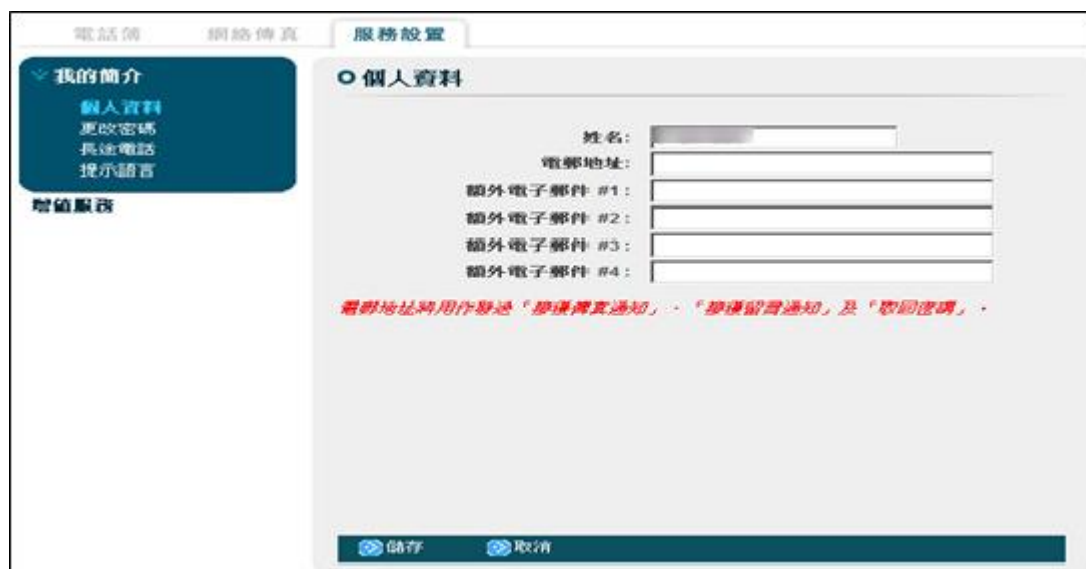 電話簿
網絡傳真
服務設置
我的簡介
個人資料
更改密碼
長途電話
提示語言
增值服務
個人資料
姓名:
電郵地址:
額外電子郵件 #1:
額外電子郵件 #2:
額外電子郵件 #3:
額外電子郵件 #4:
電郵地址將用作發送「接獲傳真通知」、「接獲留言通知」及「取回密碼」。
儲存
取消